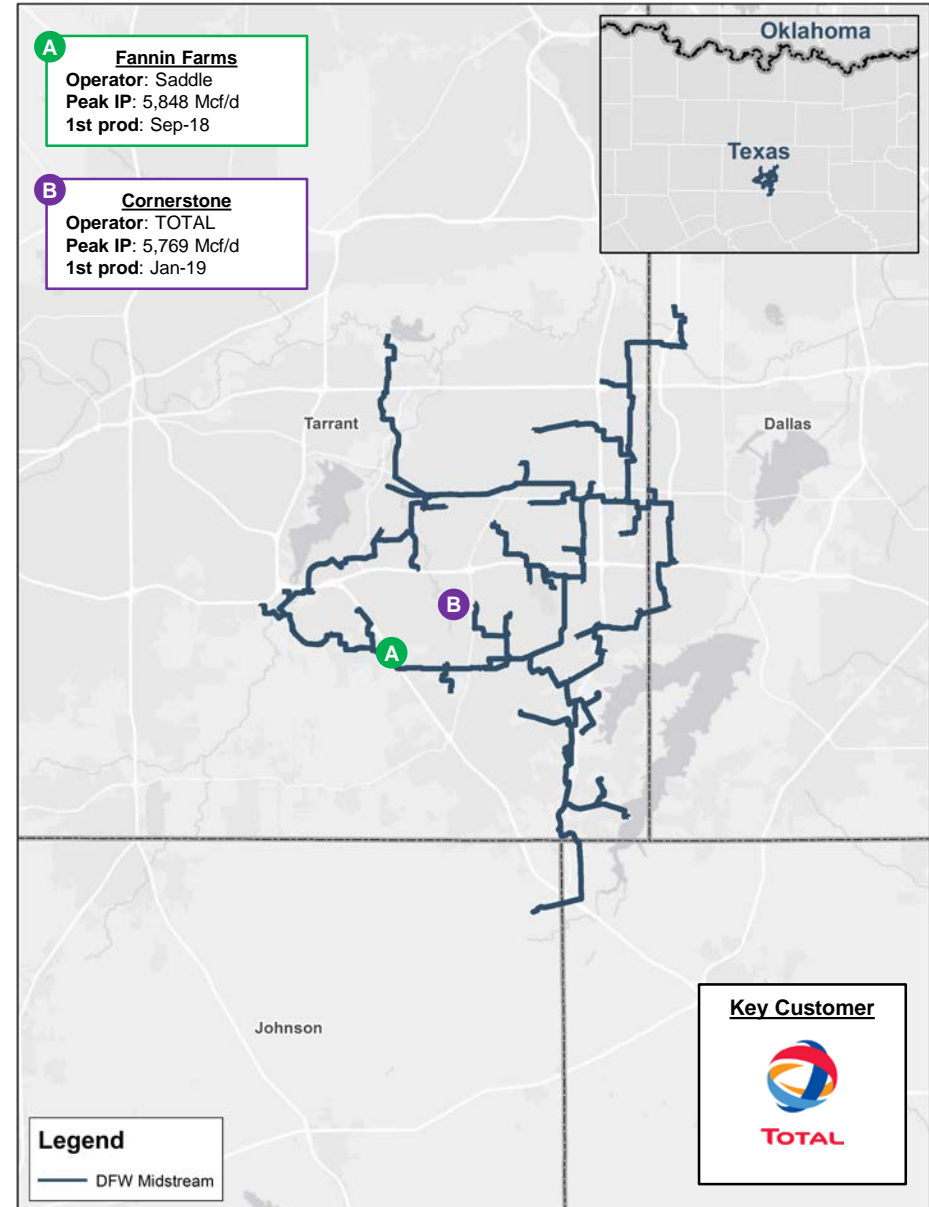 A
Fannin Farms
Operator: Saddle
Peak IP: 5,848 Mcf/d
1st prod: Sep-18
B
Cornerstone
Operator: TOTAL
Peak IP: 5,769 Mcf/d
1st prod: Jan-19
Oklahoma
Texas
Tarrant
Dallas
B
A
Johnson
Key Customer
TOTAL
Legend
DFW Midstream